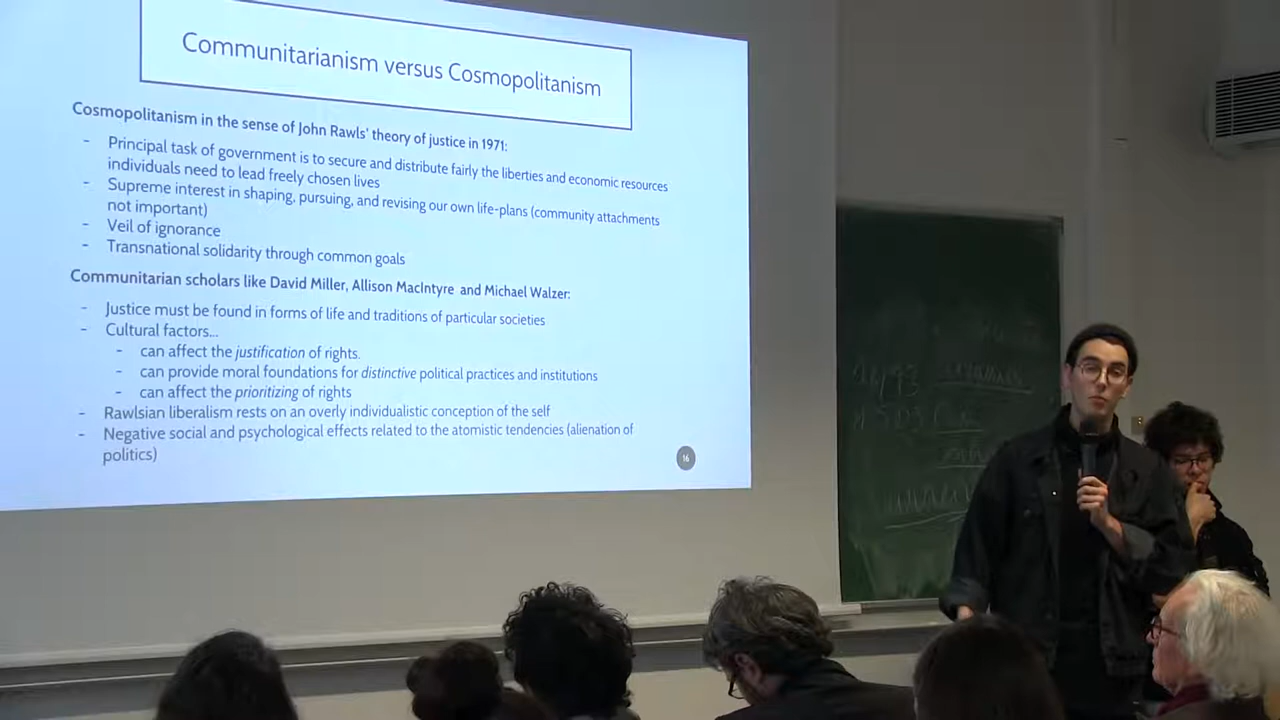 Communitarianism versus Cosmopolitanism
Cosmopolitanism in the sense of John Rawls' theory of justice in 1971:
- Principal task of government is to secure and distribute fairly the liberties and economic resources
individuals need to lead freely chosen lives
- Supreme interest in shaping, pursuing, and revising our own life-plans (community attachments
not important)
- Veil of ignorance
- Transnational solidarity through common goals
Communitarian scholars like David Miller, Allison MacIntyre and Michael Walzer:
- Justice must be found in forms of life and traditions of particular societies
- Cultural factors...
- can affect the justification of rights.
- can provide moral foundations for distinctive political practices and institutions
- can affect the prioritizing of rights
- Rawlsian liberalism rests on an overly individualistic conception of the self
- Negative social and psychological effects related to the atomistic tendencies (alienation of
politics)
16